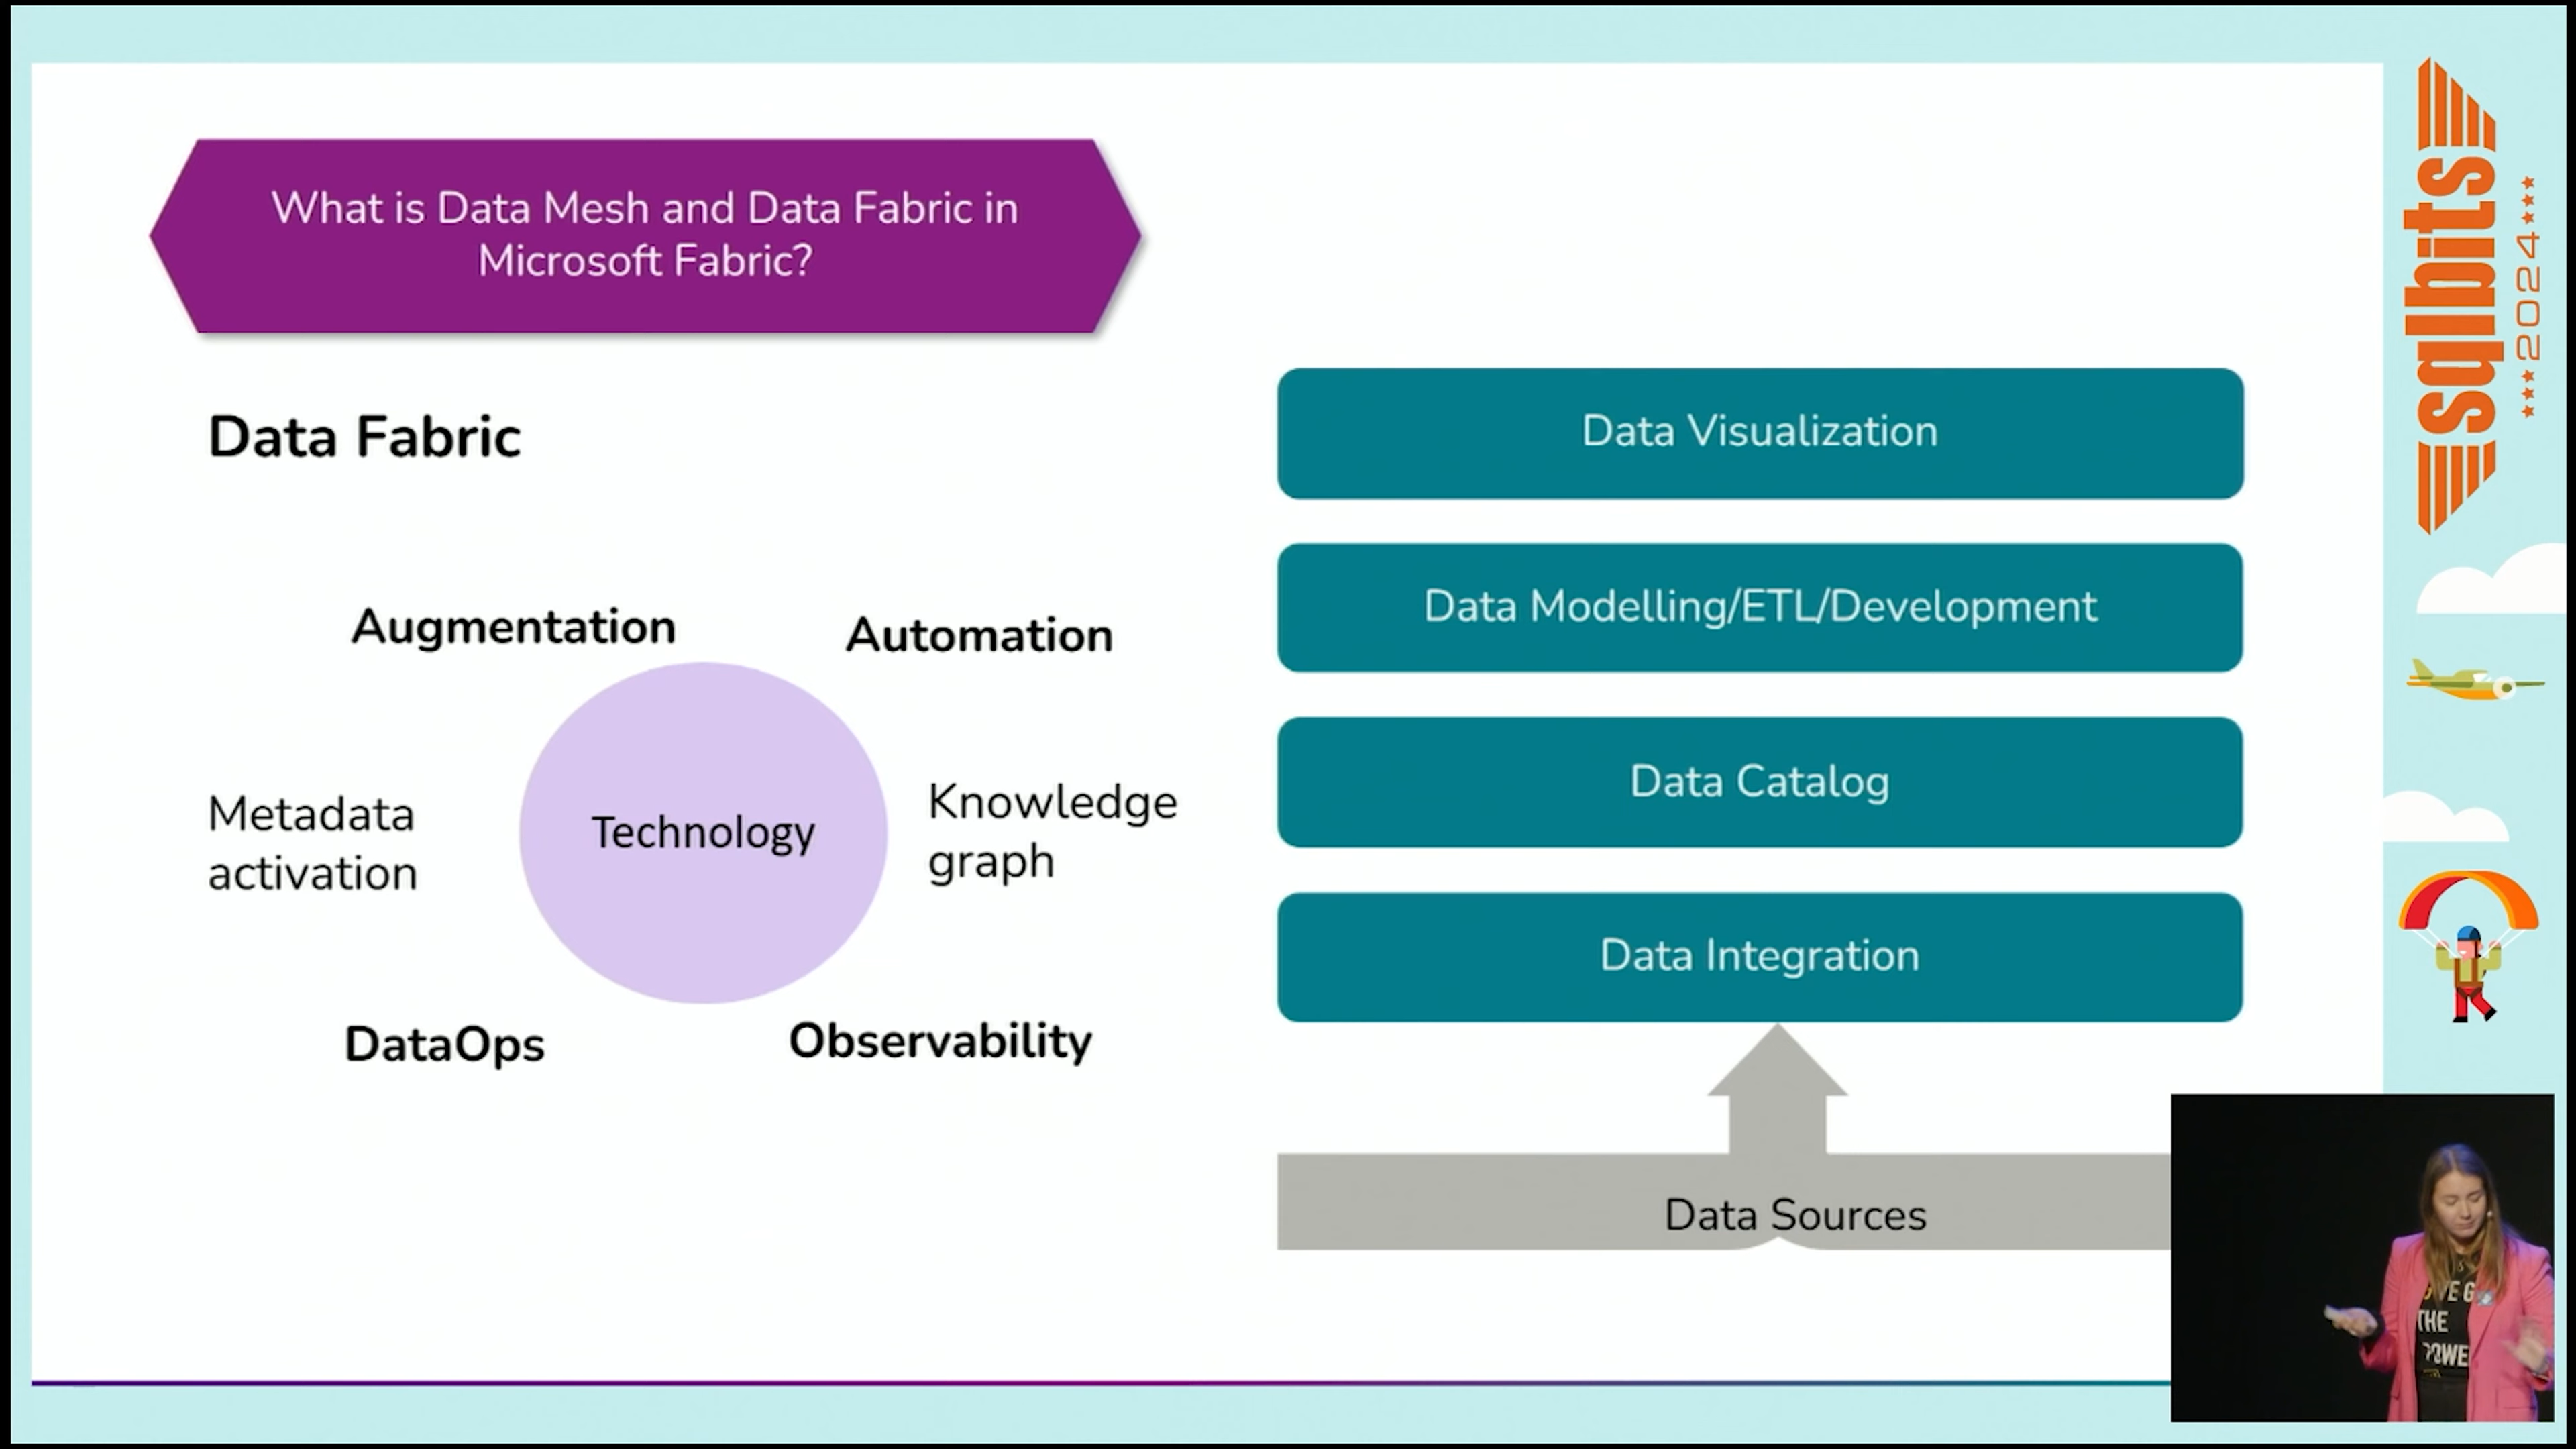 What is Data Mesh and Data Fabric in
Microsoft Fabric?
Data Fabric
Augmentation
Automation
Metadata
activation
Technology
Knowledge
graph
DataOps
Observability
Data Visualization
Data Modelling/ETL/Development
Data Catalog
Data Integration
Data Sources
sqlbits
2024
THE